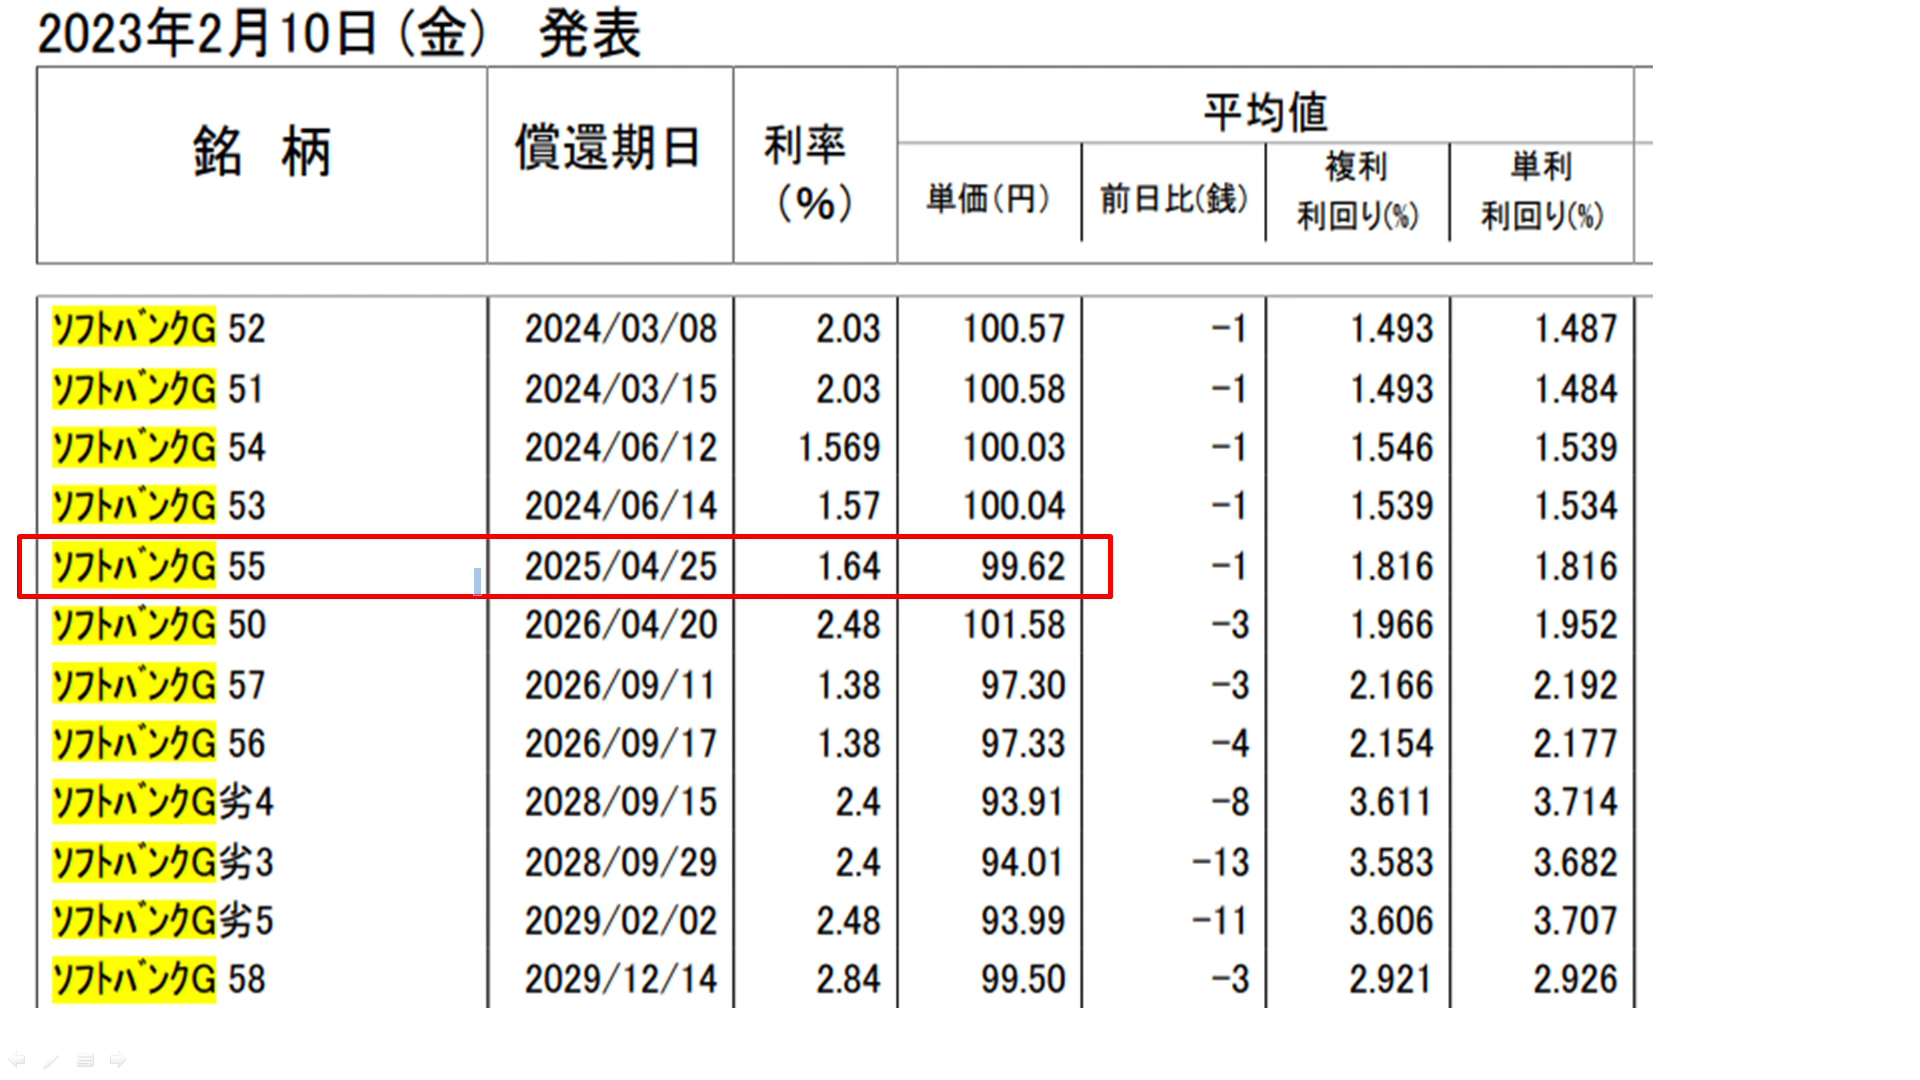 2023年2月10日(金) 発表
銘 柄 償還期日 利率(%) 平均値
単価(円) 前日比(銭) 複利利回り(%) 単利利回り(%)
ｿﾌﾄﾊﾞﾝｸG 52 2024/03/08 2.03 100.57 -1 1.493 1.487
ｿﾌﾄﾊﾞﾝｸG 51 2024/03/15 2.03 100.58 -1 1.493 1.484
ｿﾌﾄﾊﾞﾝｸG 54 2024/06/12 1.569 100.03 -1 1.546 1.539
ｿﾌﾄﾊﾞﾝｸG 53 2024/06/14 1.57 100.04 -1 1.539 1.534
ｿﾌﾄﾊﾞﾝｸG 55 2025/04/25 1.64 99.62 -1 1.816 1.816
ｿﾌﾄﾊﾞﾝｸG 50 2026/04/20 2.48 101.58 -3 1.966 1.952
ｿﾌﾄﾊﾞﾝｸG 57 2026/09/11 1.38 97.30 -3 2.166 2.192
ｿﾌﾄﾊﾞﾝｸG 56 2026/09/17 1.38 97.33 -4 2.154 2.177
ｿﾌﾄﾊﾞﾝｸG劣4 2028/09/15 2.4 93.91 -8 3.611 3.714
ｿﾌﾄﾊﾞﾝｸG劣3 2028/09/29 2.4 94.01 -13 3.583 3.682
ｿﾌﾄﾊﾞﾝｸG劣5 2029/02/02 2.48 93.99 -11 3.606 3.707
ｿﾌﾄﾊﾞﾝｸG 58 2029/12/14 2.84 99.50 -3 2.921 2.926